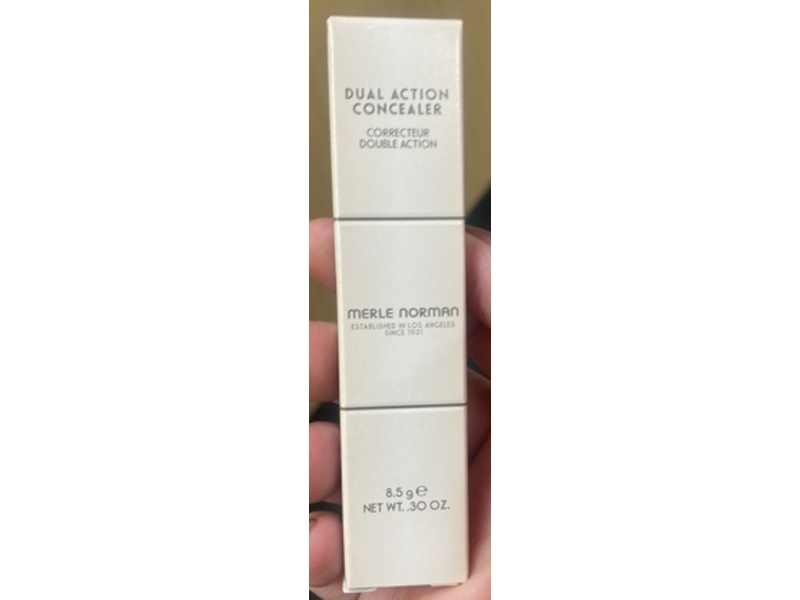 DUAL ACTION
CONCEALER
CORRECTEUR
DOUBLE ACTION
MERLE NORMAN
ESTABLISHED IN LOS ANGELES
SINCE 1931
8.5 g ℮
NET WT. .30 OZ.